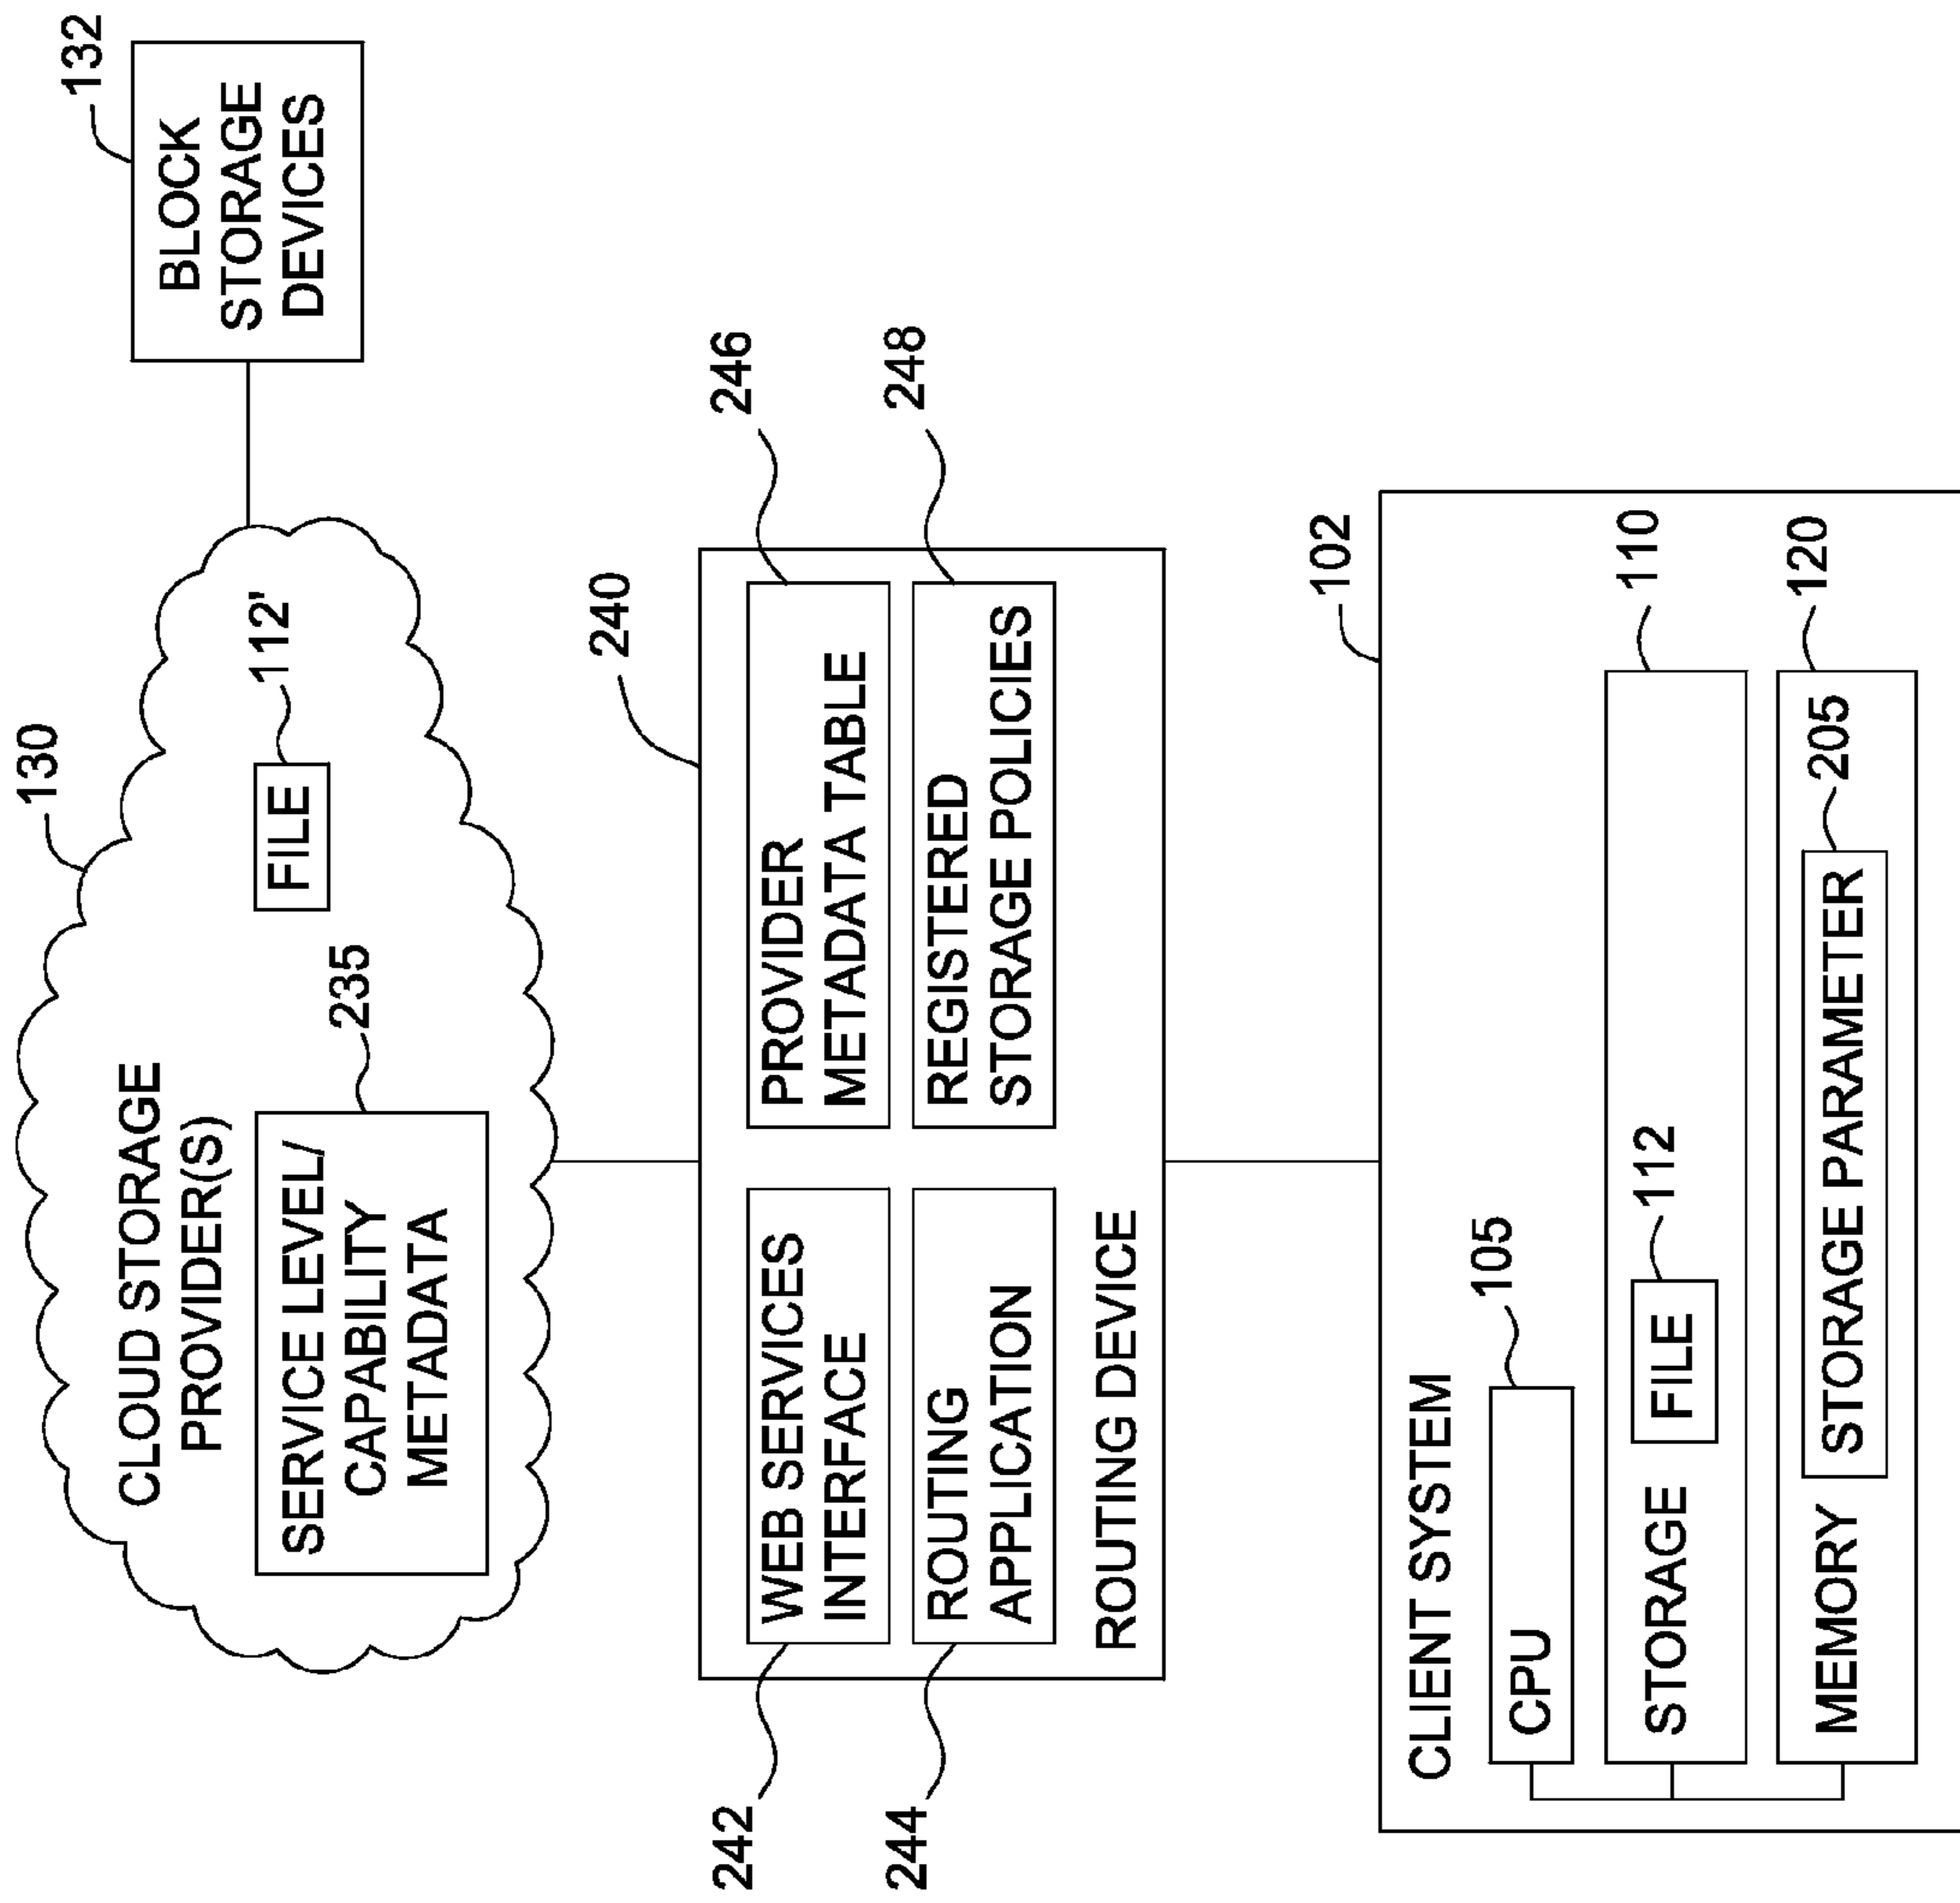 130
CLOUD STORAGE
PROVIDER(S)
SERVICE LEVEL/
CAPABILITY
METADATA
235
FILE
112'
BLOCK
STORAGE
DEVICES
132
240
242
WEB SERVICES
INTERFACE
PROVIDER
METADATA TABLE
246
244
ROUTING
APPLICATION
REGISTERED
STORAGE POLICIES
248
ROUTING DEVICE
102
CLIENT SYSTEM
CPU
105
STORAGE
FILE
112
110
MEMORY
STORAGE PARAMETER
205
120